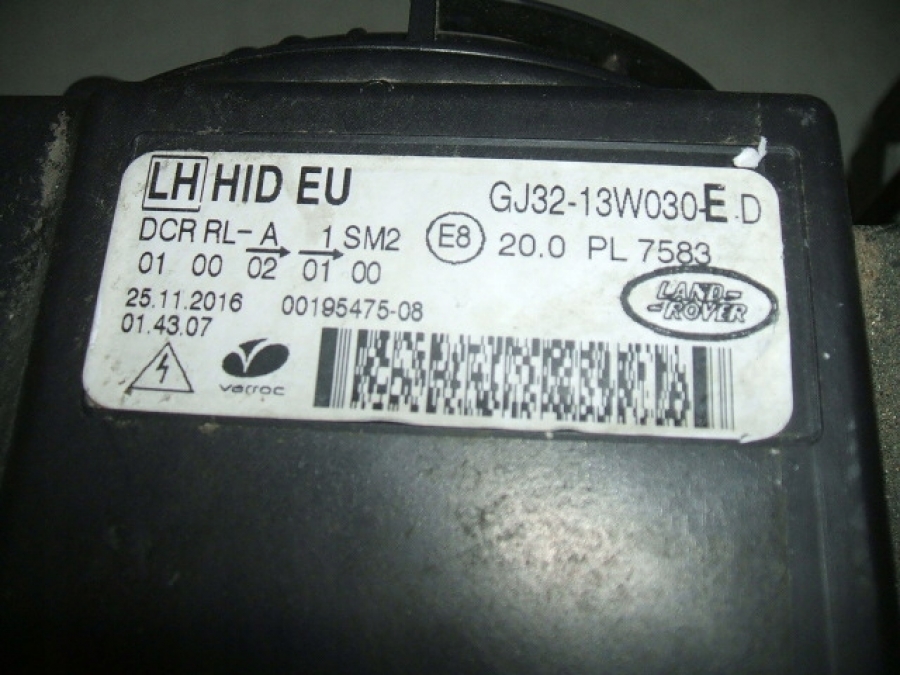 LH HID EU
GJ32-13W030-E D
DCR RL- A → 1 → SM2
E8
20.0 PL 7583
01 00 02 01 00
LAND-
-ROVER
25.11.2016 00195475-08
01.43.07
varroc